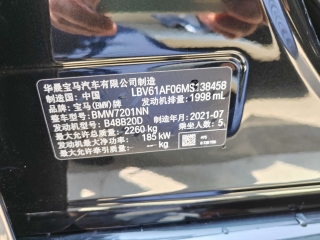 华晨宝马汽车有限公司制造
制造国：中国 LBV61AF06MS138458
品牌：宝马(BMW)牌 发动机排量：1998 mL
整车型号：BMW7201NN
发动机型号：B48B20D 制造年月：2021-07
最大允许总质量：2260 kg 乘坐人数：5
发动机最大净功率：185 kW
最大允许牵引质量：— kg